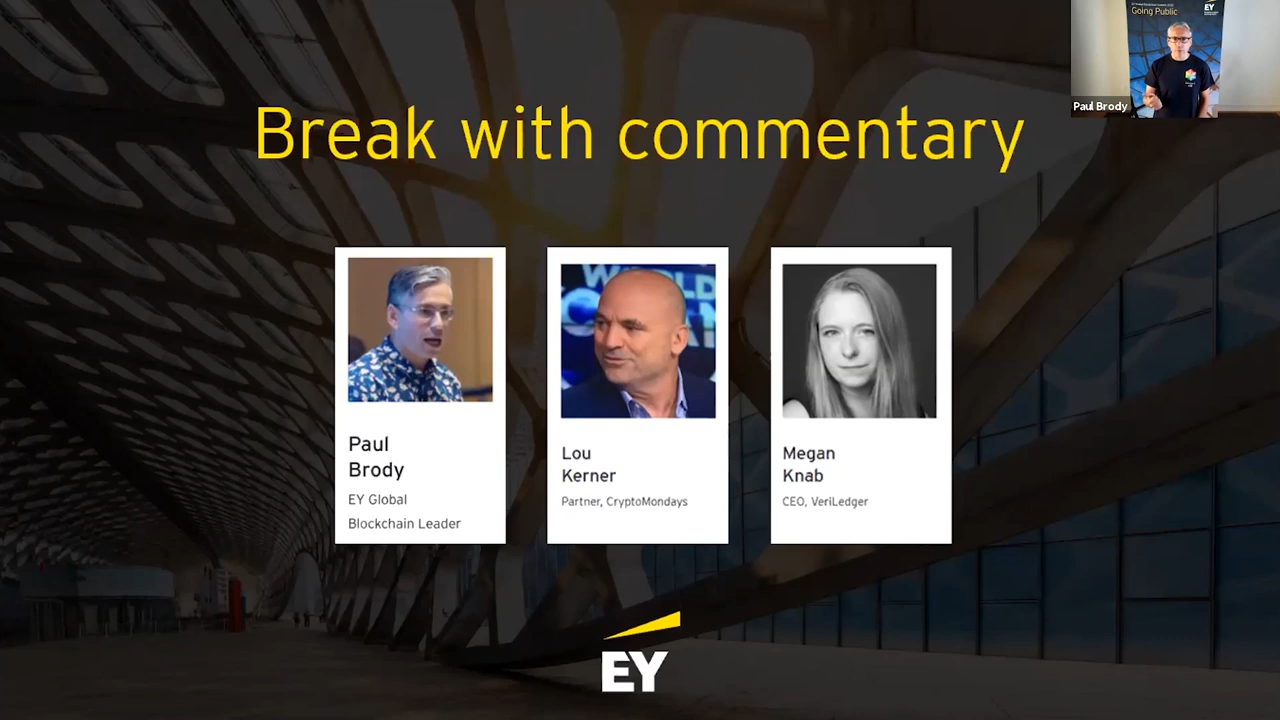 Going Public
EY
Paul Brody
Break with commentary
WORLD
Paul
Brody
EY Global
Blockchain Leader
Lou
Kerner
Partner, CryptoMondays
Megan
Knab
CEO, VeriLedger
EY